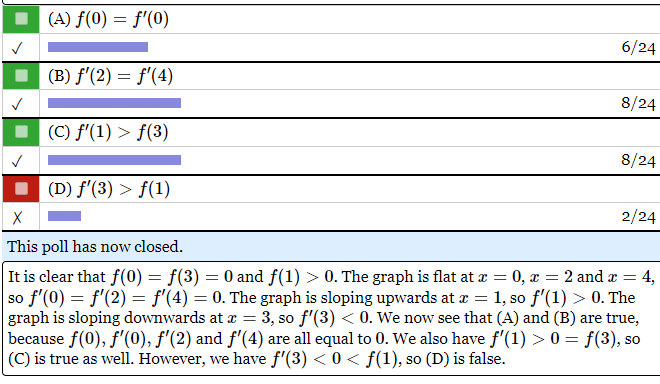 (A) f(0) = f′(0)
✓ 6/24
(B) f′(2) = f′(4)
✓ 8/24
(C) f′(1) > f(3)
✓ 8/24
(D) f′(3) > f(1)
✗ 2/24
This poll has now closed.
It is clear that f(0) = f(3) = 0 and f(1) > 0. The graph is flat at x = 0, x = 2 and x = 4,
so f′(0) = f′(2) = f′(4) = 0. The graph is sloping upwards at x = 1, so f′(1) > 0. The
graph is sloping downwards at x = 3, so f′(3) < 0. We now see that (A) and (B) are true,
because f(0), f′(0), f′(2) and f′(4) are all equal to 0. We also have f′(1) > 0 = f(3), so
(C) is true as well. However, we have f′(3) < 0 < f(1), so (D) is false.